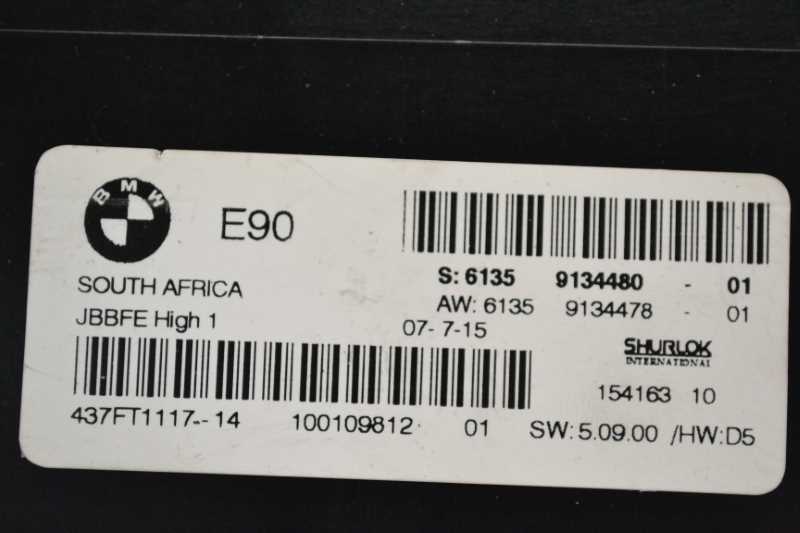 BMW
E90
S: 6135 9134480 - 01
SOUTH AFRICA
AW: 6135 9134478 - 01
JBBFE High 1
07- 7-15
SHURLOK
INTERNATIONAL
154163 10
437FT1117--14 100109812 01 SW: 5.09.00 /HW:D5